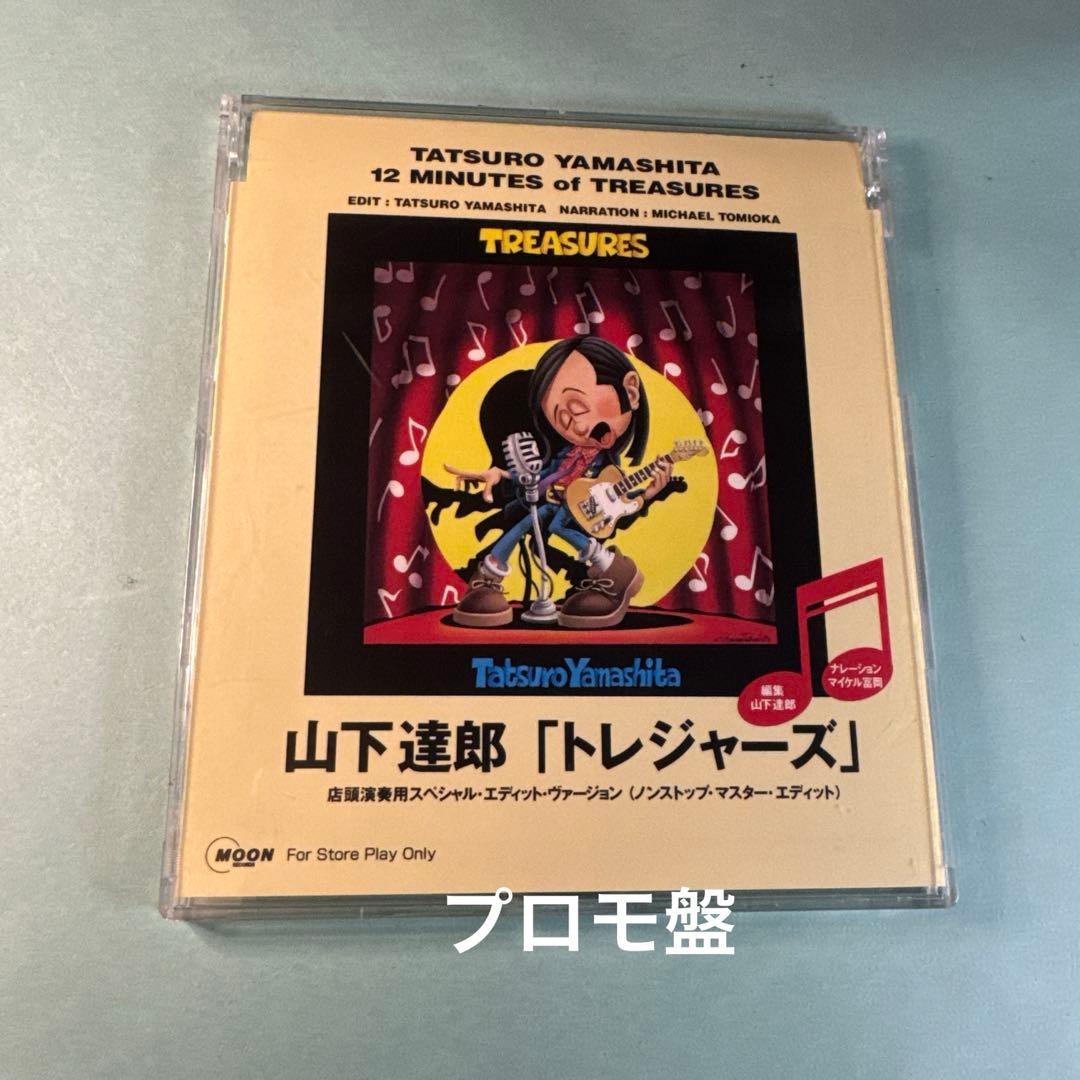 TATSURO YAMASHITA
12 MINUTES of TREASURES
EDIT : TATSURO YAMASHITA NARRATION : MICHAEL TOMIOKA
TREASURES
Tatsuro Yamashita
編集
山下達郎
ナレーション
マイケル富岡
山下達郎「トレジャーズ」
店頭演奏用スペシャル・エディット・ヴァージョン（ノンストップ・マスター・エディット）
MOON
RECORDS
For Store Play Only
プロモ盤